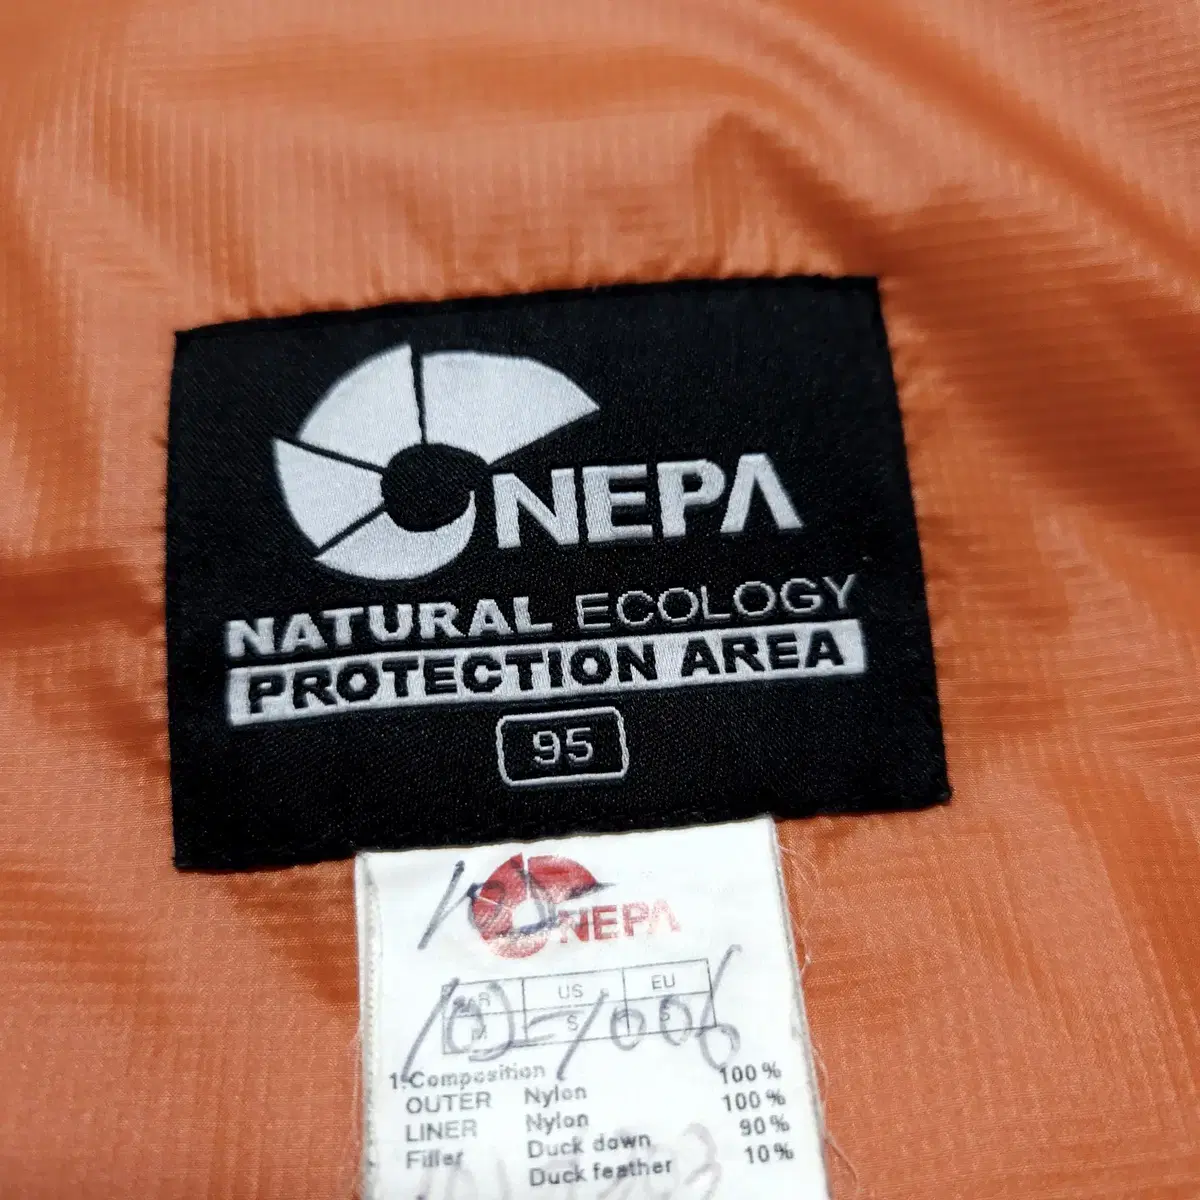 NEPA
NATURAL ECOLOGY
PROTECTION AREA
95
NEPA
US EU
S S
1.Composition
OUTER Nylon 100%
LINER Nylon 100%
Filler Duck down 90%
Duck feather 10%